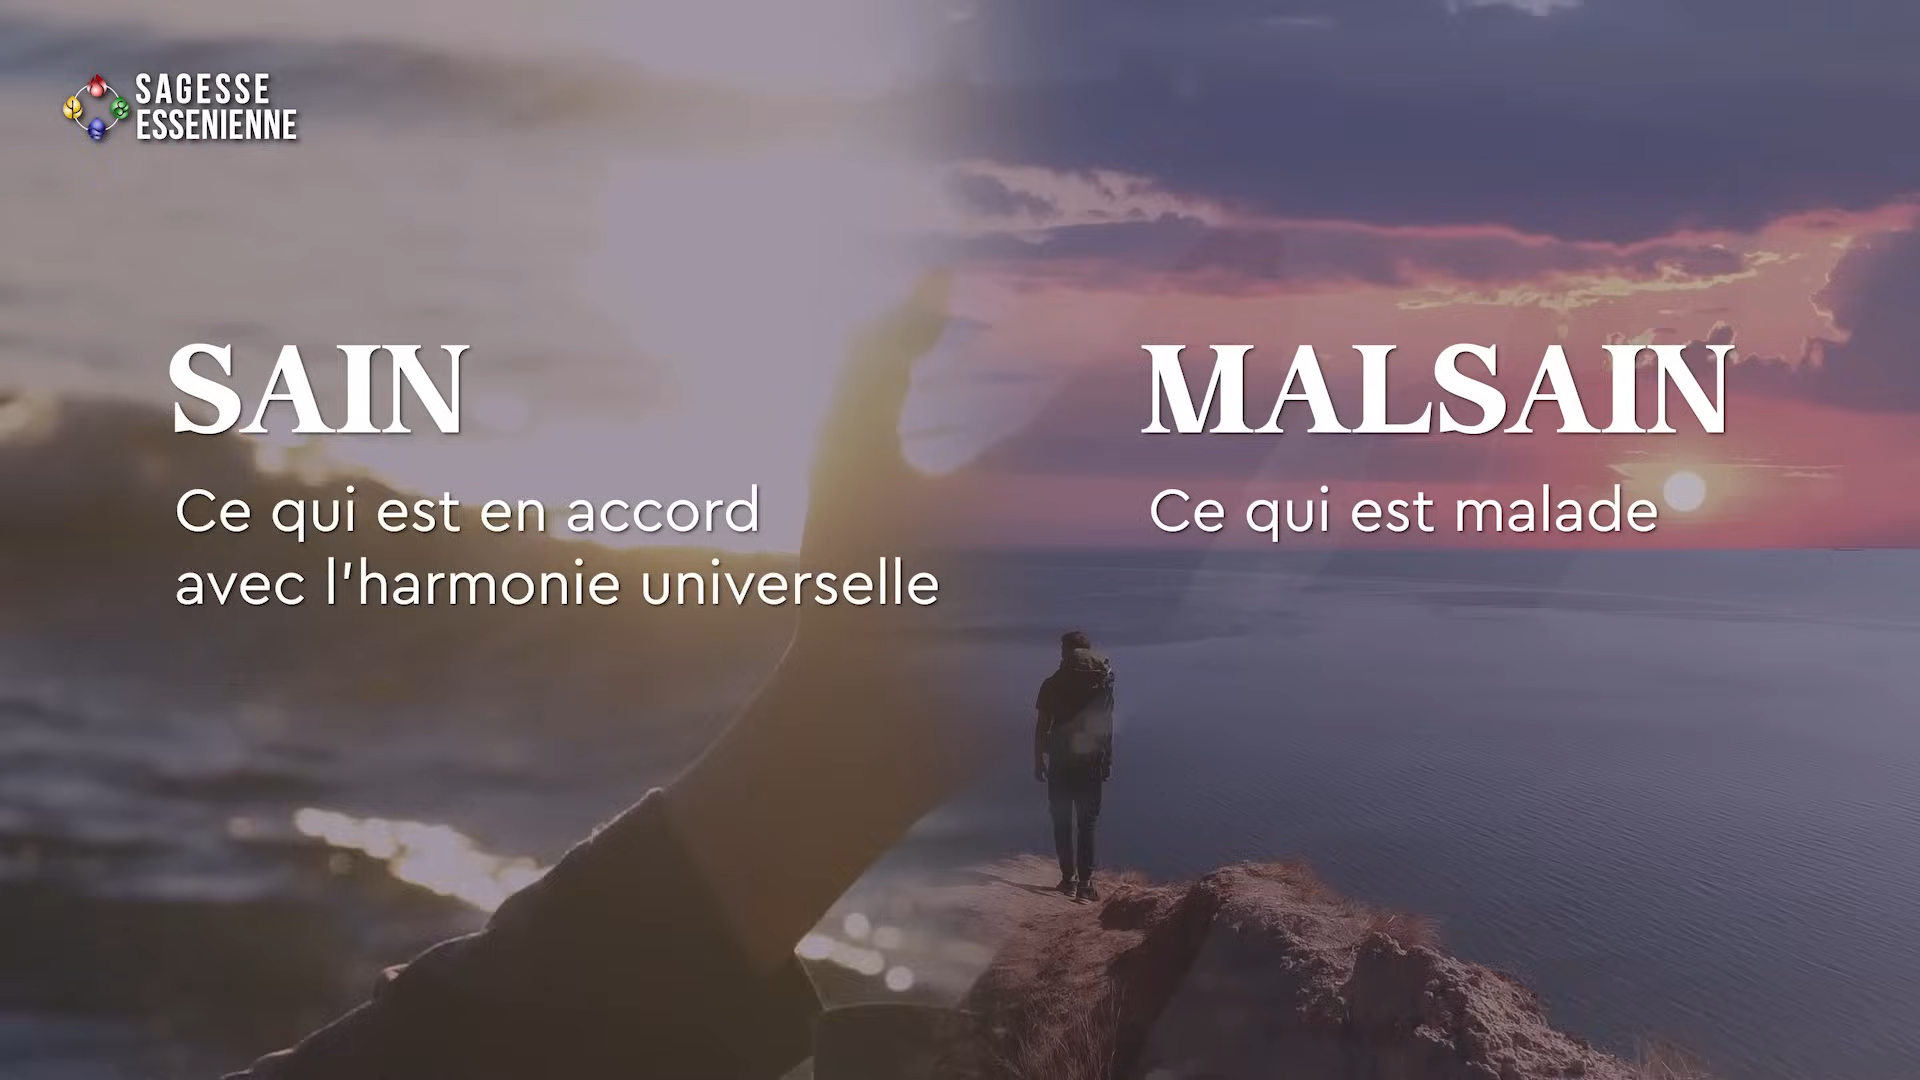 SAGESSE
ESSENIENNE
SAIN
Ce qui est en accord
avec l'harmonie universelle
MALSAIN
Ce qui est malade